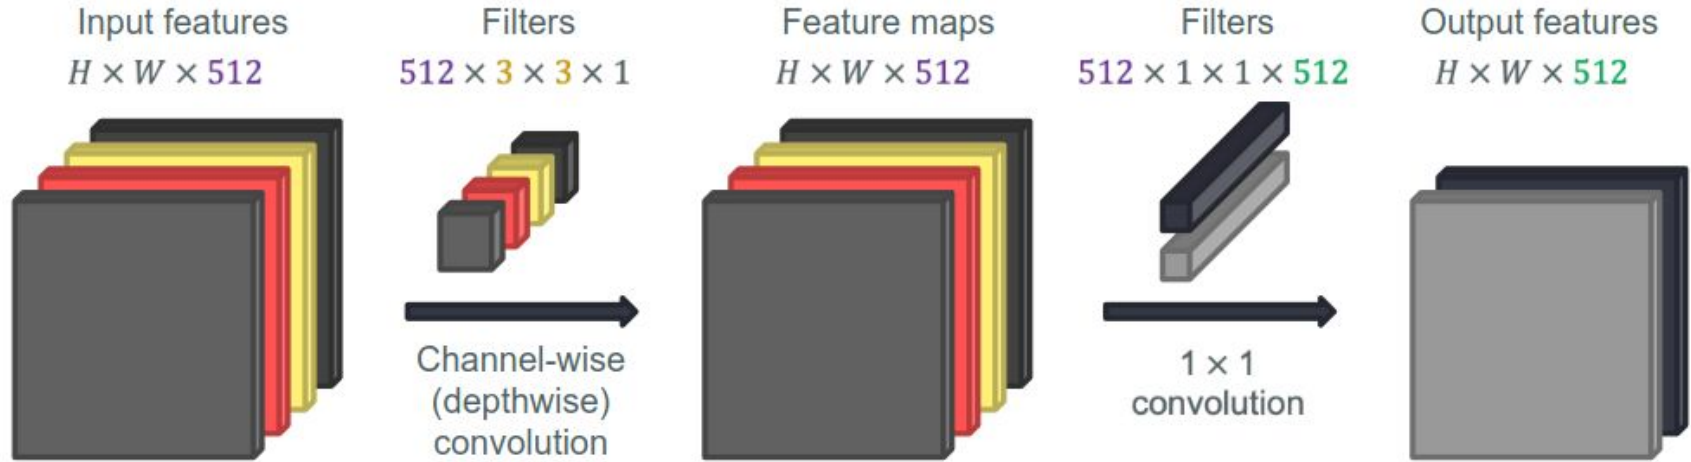 Input features
H × W × 512
Filters
512 × 3 × 3 × 1
Feature maps
H × W × 512
Filters
512 × 1 × 1 × 512
Output features
H × W × 512
Channel-wise
(depthwise)
convolution
1 × 1
convolution